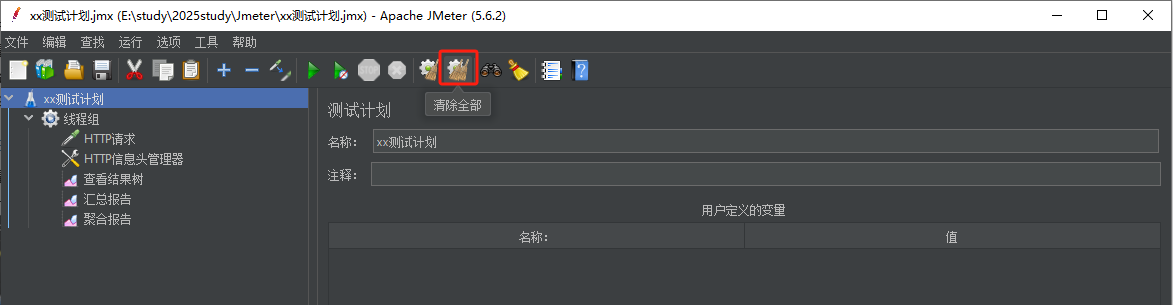 xx测试计划.jmx (E:\study\2025study\Jmeter\xx测试计划.jmx) - Apache JMeter (5.6.2)
文件 编辑 查找 运行 选项 工具 帮助
STOP
清除全部
xx测试计划
线程组
HTTP请求
HTTP信息头管理器
查看结果树
汇总报告
聚合报告
测试计划
名称: xx测试计划
注释:
用户定义的变量
名称: 值